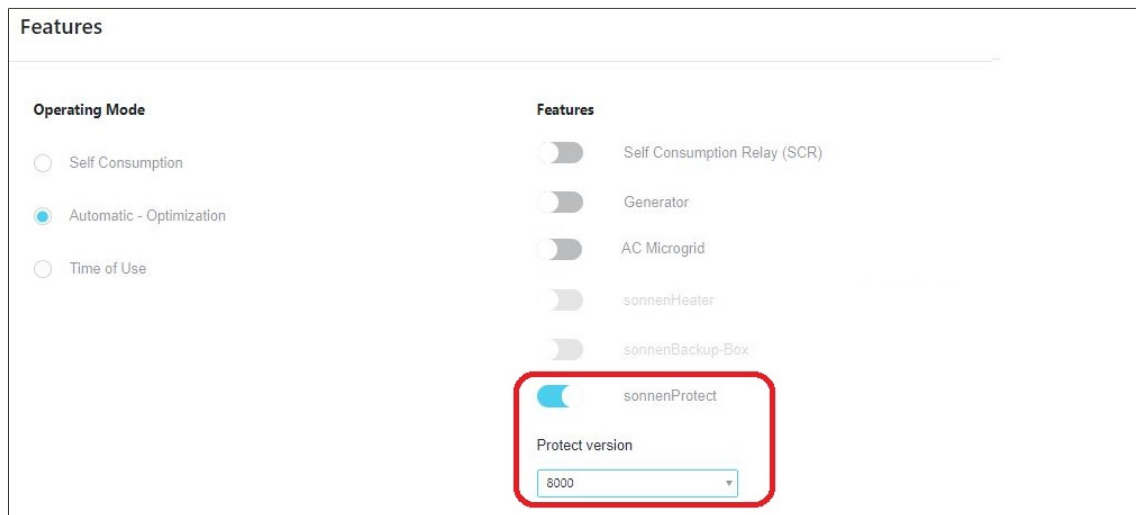 Features
Operating Mode
Self Consumption
Automatic - Optimization
Time of Use
Features
Self Consumption Relay (SCR)
Generator
AC Microgrid
sonnenHeater
sonnenBackup-Box
sonnenProtect
Protect version
8000